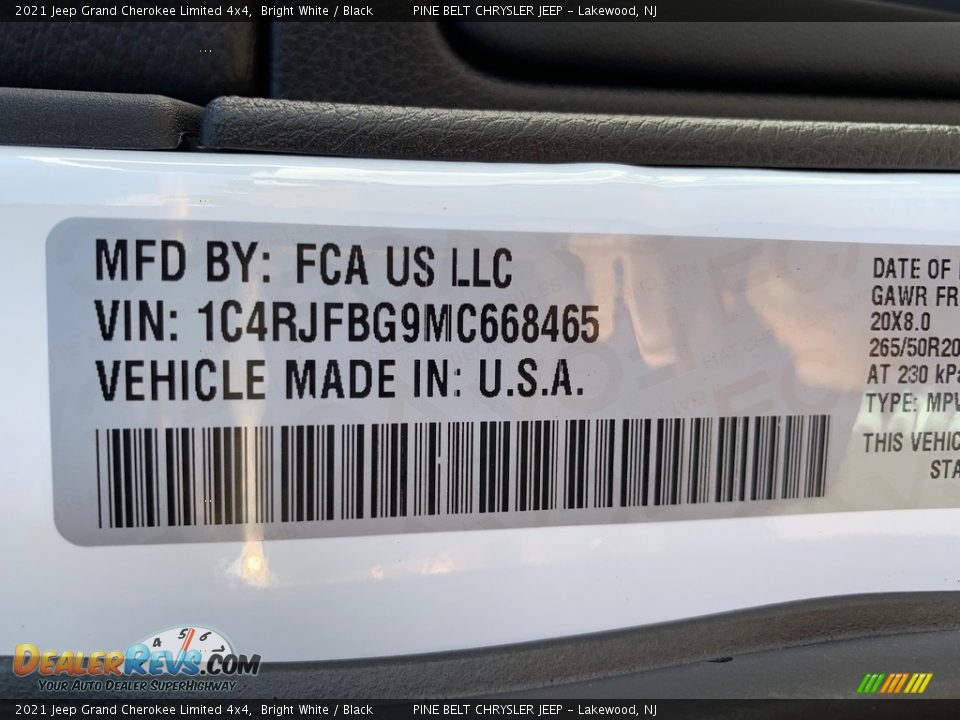 2021 Jeep Grand Cherokee Limited 4x4, Bright White / Black PINE BELT CHRYSLER JEEP – Lakewood, NJ
MFD BY: FCA US LLC
VIN: 1C4RJFBG9MC668465
VEHICLE MADE IN: U.S.A.
DATE OF
GAWR FR
20X8.0
265/50R20
AT 230 kPa
TYPE: MPV
THIS VEHIC
STA
4 5 6
DEALERREVS.COM
YOUR AUTO DEALER SUPERHIGHWAY
2021 Jeep Grand Cherokee Limited 4x4, Bright White / Black PINE BELT CHRYSLER JEEP – Lakewood, NJ